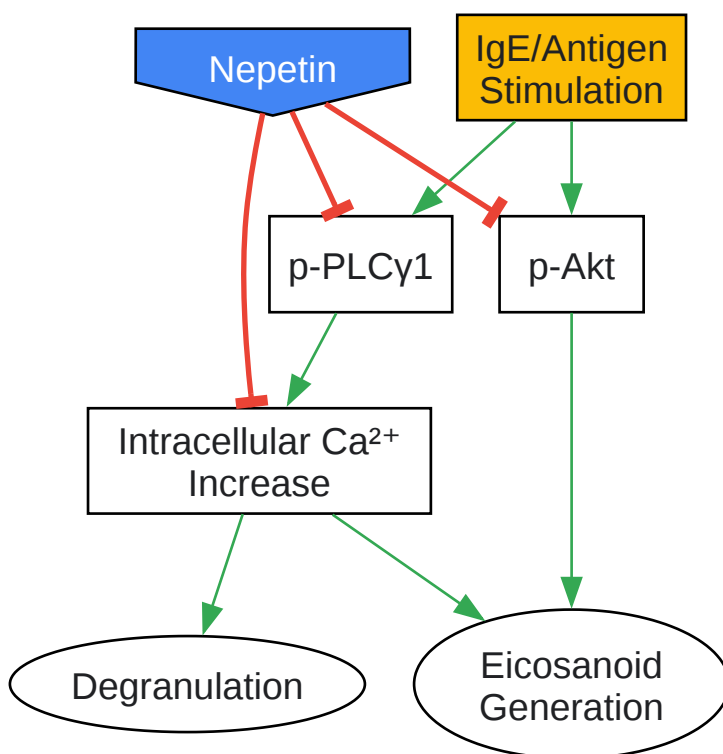 Nepetin
IgE/Antigen
Stimulation
p-PLCγ1
p-Akt
Intracellular Ca²⁺
Increase
Degranulation
Eicosanoid
Generation